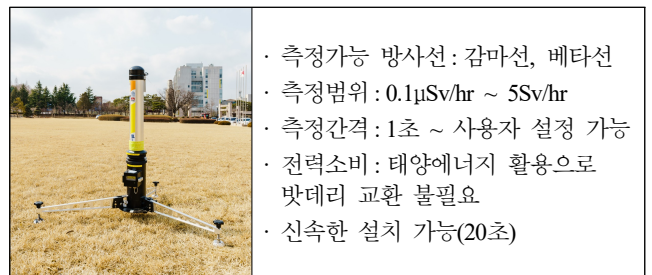 · 측정가능 방사선 : 감마선, 베타선
· 측정범위 : 0.1μSv/hr ~ 5Sv/hr
· 측정간격 : 1초 ~ 사용자 설정 가능
· 전력소비 : 태양에너지 활용으로
밧데리 교환 불필요
· 신속한 설치 가능(20초)